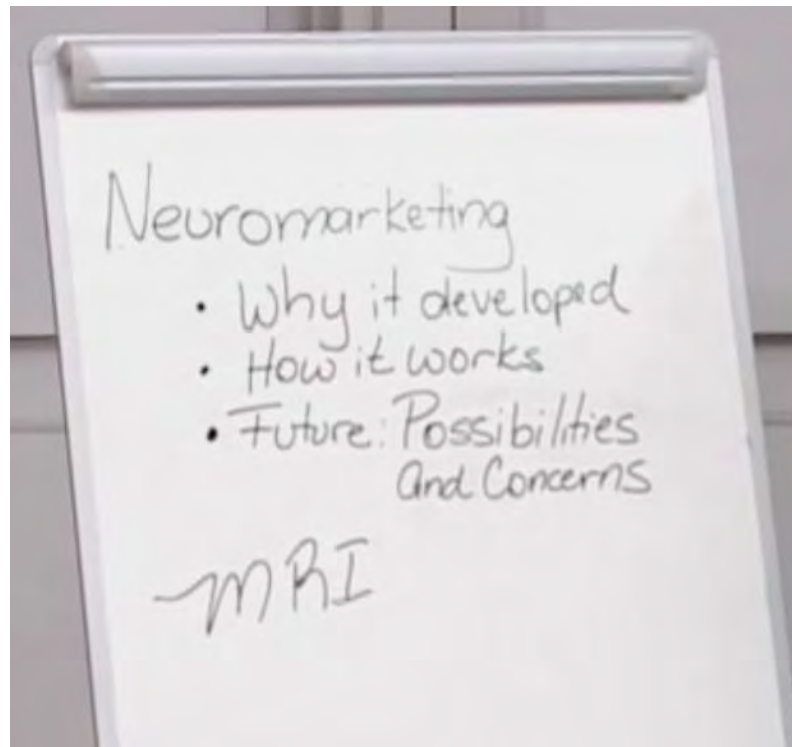 Neuromarketing
• Why it developed
• How it works
• Future: Possibilities
and Concerns
MRI